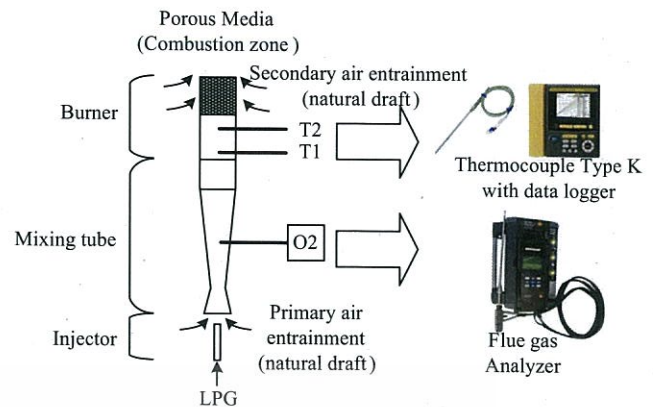 Porous Media
(Combustion zone )
Secondary air entrainment
(natural draft)
Burner
T2
T1
Thermocouple Type K
with data logger
Mixing tube
O2
Primary air
entrainment
(natural draft)
Injector
Flue gas
Analyzer
LPG